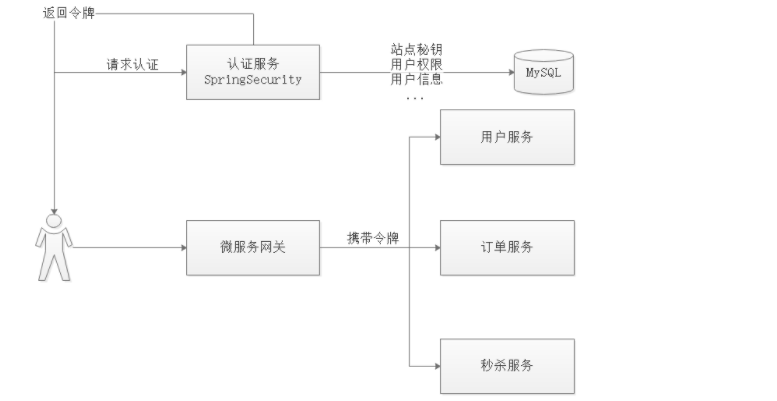 返回令牌
请求认证
认证服务
SpringSecurity
站点秘钥
用户权限
用户信息
...
MySQL
用户服务
微服务网关
携带令牌
订单服务
秒杀服务